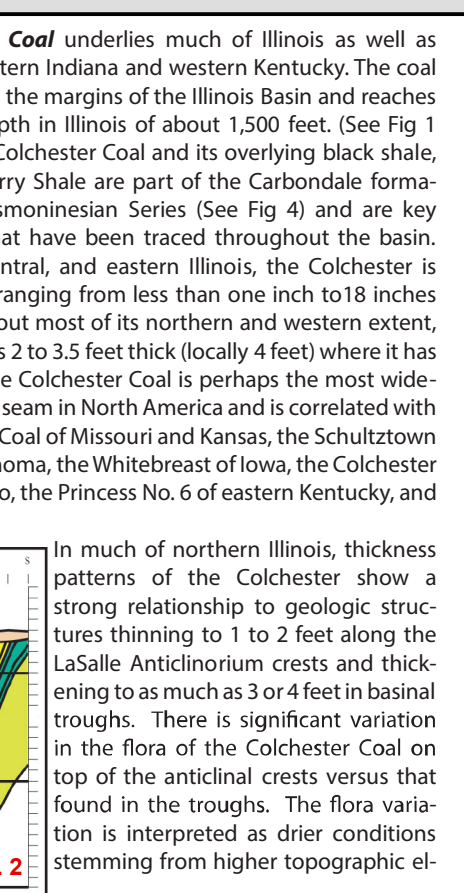 Coal underlies much of Illinois as well as
tern Indiana and western Kentucky. The coal
the margins of the Illinois Basin and reaches
pth in Illinois of about 1,500 feet. (See Fig 1
Colchester Coal and its overlying black shale,
rry Shale are part of the Carbondale forma-
smoninesian Series (See Fig 4) and are key
at have been traced throughout the basin.
ntral, and eastern Illinois, the Colchester is
ranging from less than one inch to18 inches
out most of its northern and western extent,
s 2 to 3.5 feet thick (locally 4 feet) where it has
e Colchester Coal is perhaps the most wide-
seam in North America and is correlated with
Coal of Missouri and Kansas, the Schultztown
noma, the Whitebreast of Iowa, the Colchester
o, the Princess No. 6 of eastern Kentucky, and
S
In much of northern Illinois, thickness
patterns of the Colchester show a
strong relationship to geologic struc-
tures thinning to 1 to 2 feet along the
LaSalle Anticlinorium crests and thick-
ening to as much as 3 or 4 feet in basinal
troughs. There is significant variation
in the flora of the Colchester Coal on
top of the anticlinal crests versus that
found in the troughs. The flora varia-
tion is interpreted as drier conditions
stemming from higher topographic el-
. 2